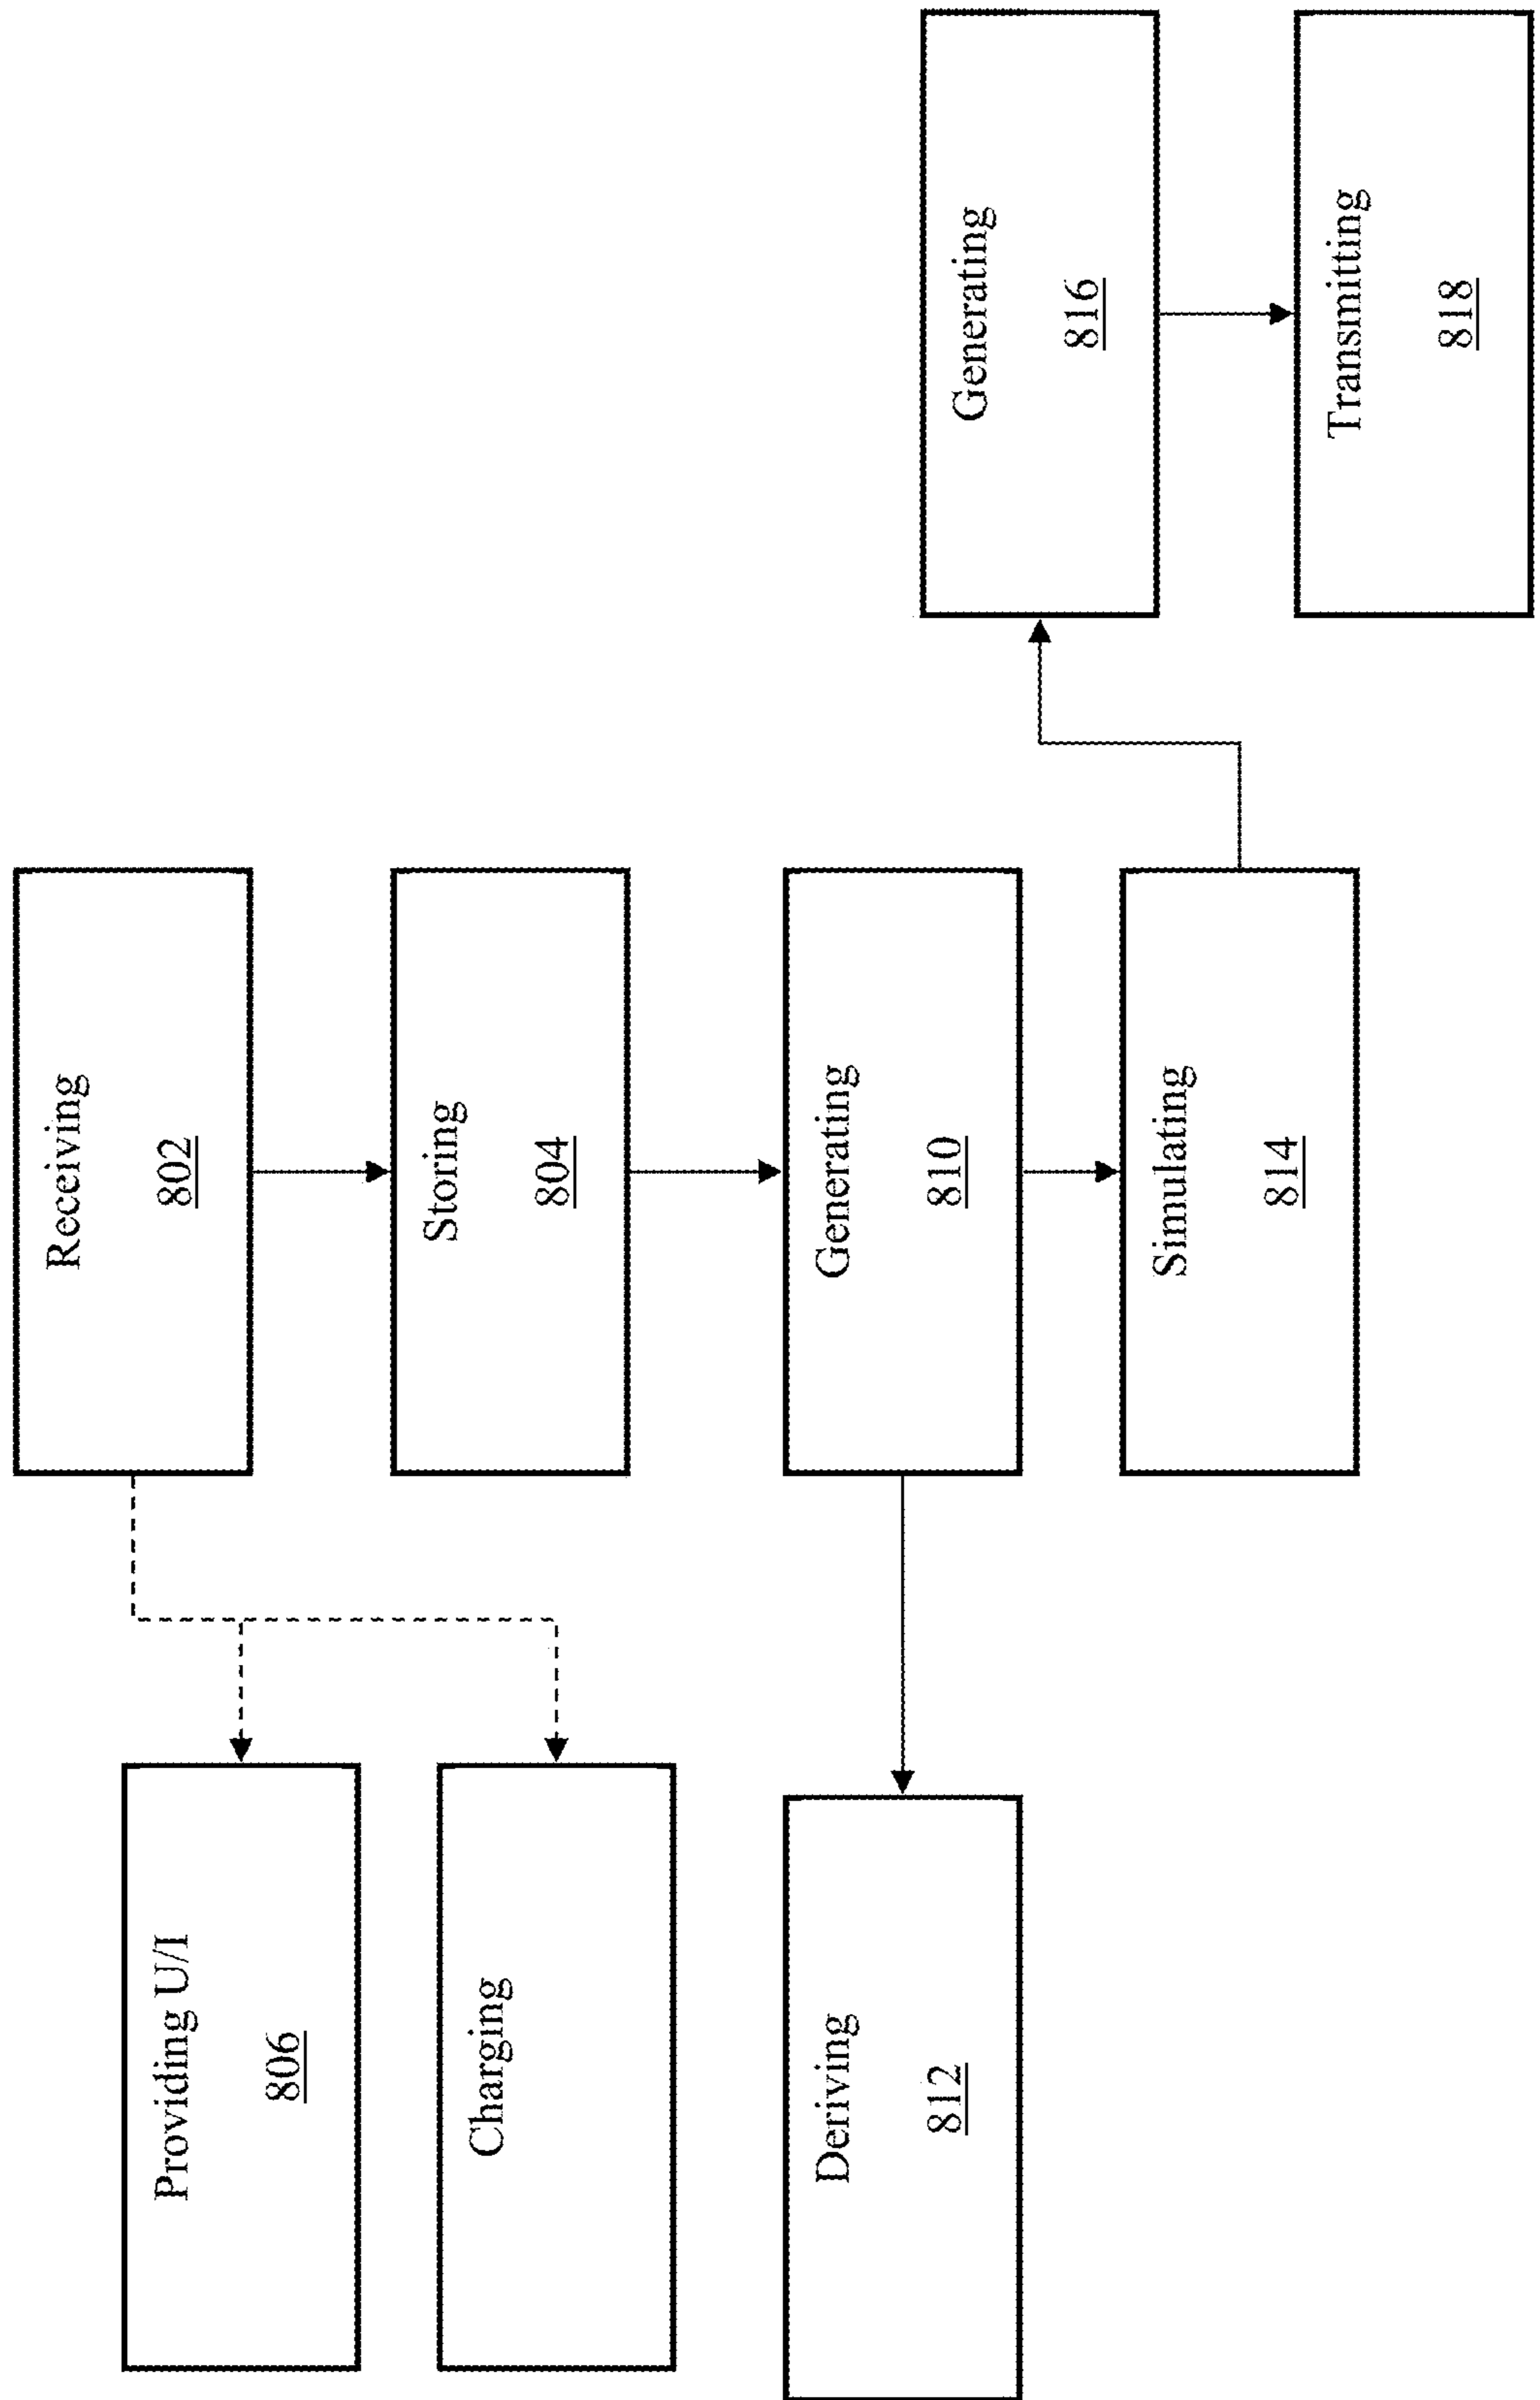 Receiving
802
Storing
804
Providing U/I
806
Charging
Generating
810
Deriving
812
Simulating
814
Generating
816
Transmitting
818